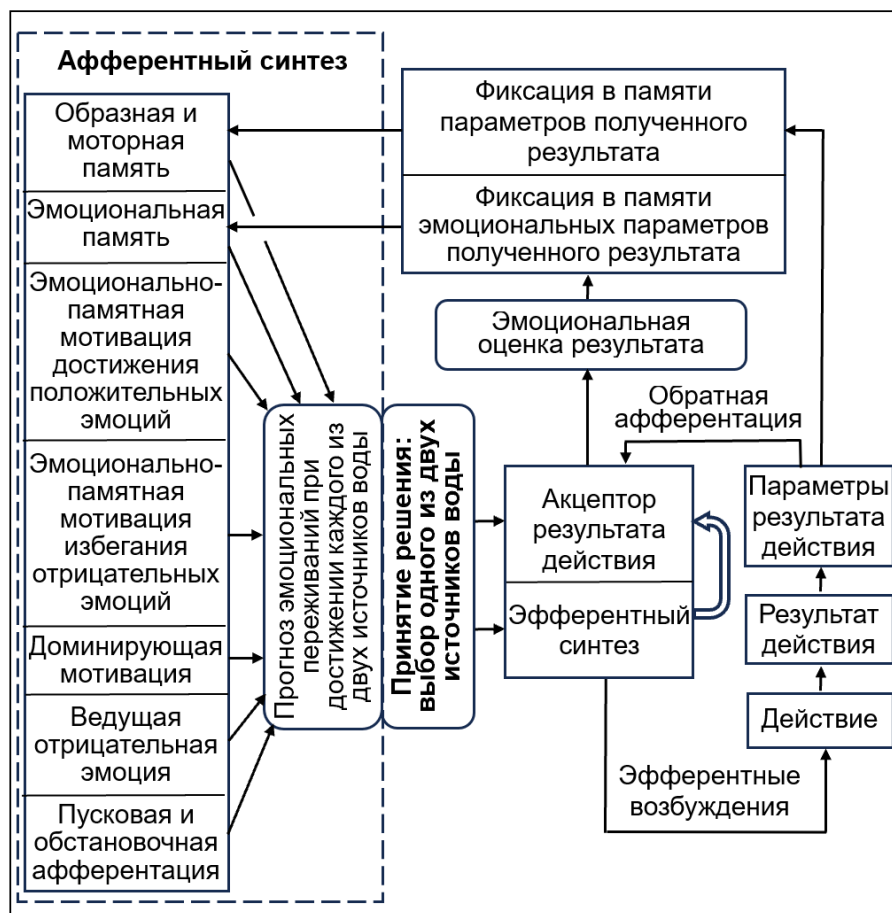 Афферентный синтез
Образная и
моторная
память
Эмоциональная
память
Эмоционально-
памятная
мотивация
достижения
положительных
эмоций
Эмоционально-
памятная
мотивация
избегания
отрицательных
эмоций
Доминирующая
мотивация
Ведущая
отрицательная
эмоция
Пусковая и
обстановочная
афферентация
Прогноз эмоциональных
переживаний при
достижении каждого из
двух источников воды
Принятие решения:
выбор одного из двух
источников воды
Фиксация в памяти
параметров полученного
результата
Фиксация в памяти
эмоциональных параметров
полученного результата
Эмоциональная
оценка результата
Обратная
афферентация
Акцептор
результата
действия
Эфферентный
синтез
Параметры
результата
действия
Результат
действия
Действие
Эфферентные
возбуждения